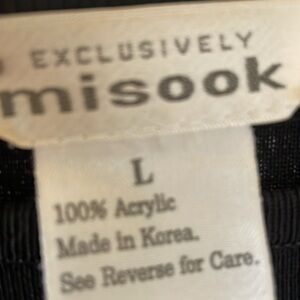 EXCLUSIVELY
misook
L
100% Acrylic
Made in Korea.
See Reverse for Care.